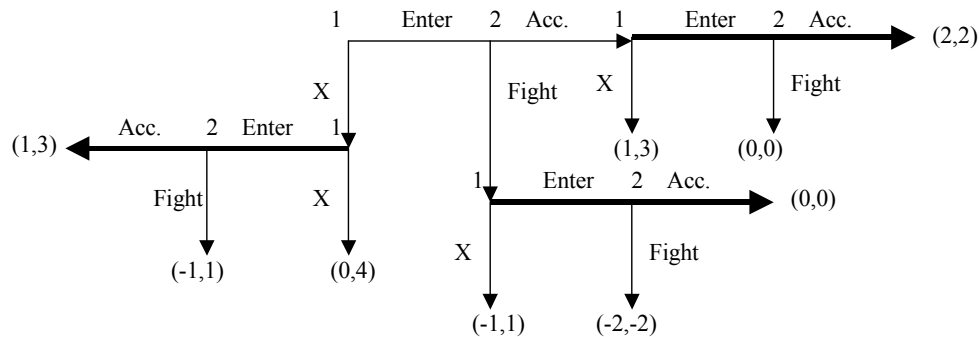 1 Enter 2 Acc. 1 Enter 2 Acc. (2,2)
X Fight X Fight
(1,3) Acc. 2 Enter 1 (1,3) (0,0)
Fight X 1 Enter 2 Acc. (0,0)
X Fight
(-1,1) (0,4)
(-1,1) (-2,-2)